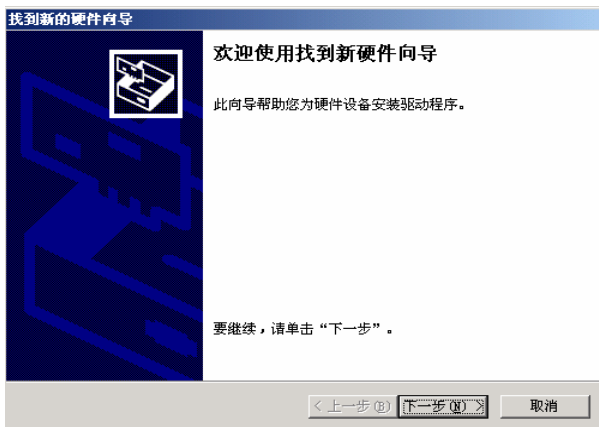 找到新的硬件向导
欢迎使用找到新硬件向导
此向导帮助您为硬件设备安装驱动程序。
要继续，请单击“下一步”。
< 上一步(B)
下一步(N) >
取消